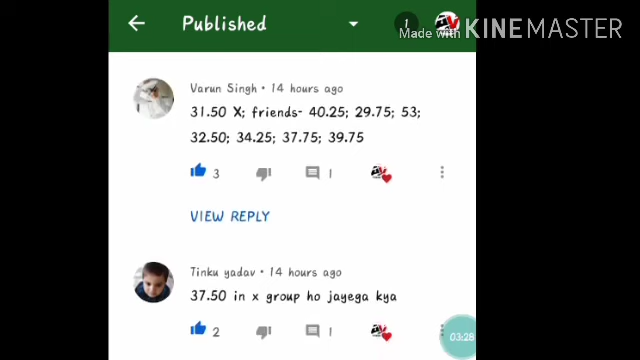 Published
1
Made with KINEMASTER
Varun Singh • 14 hours ago
31.50 X; friends- 40.25; 29.75; 53;
32.50; 34.25; 37.75; 39.75
3
1
VIEW REPLY
Tinku yadav • 14 hours ago
37.50 in x group ho jayega kya
2
1
03:28